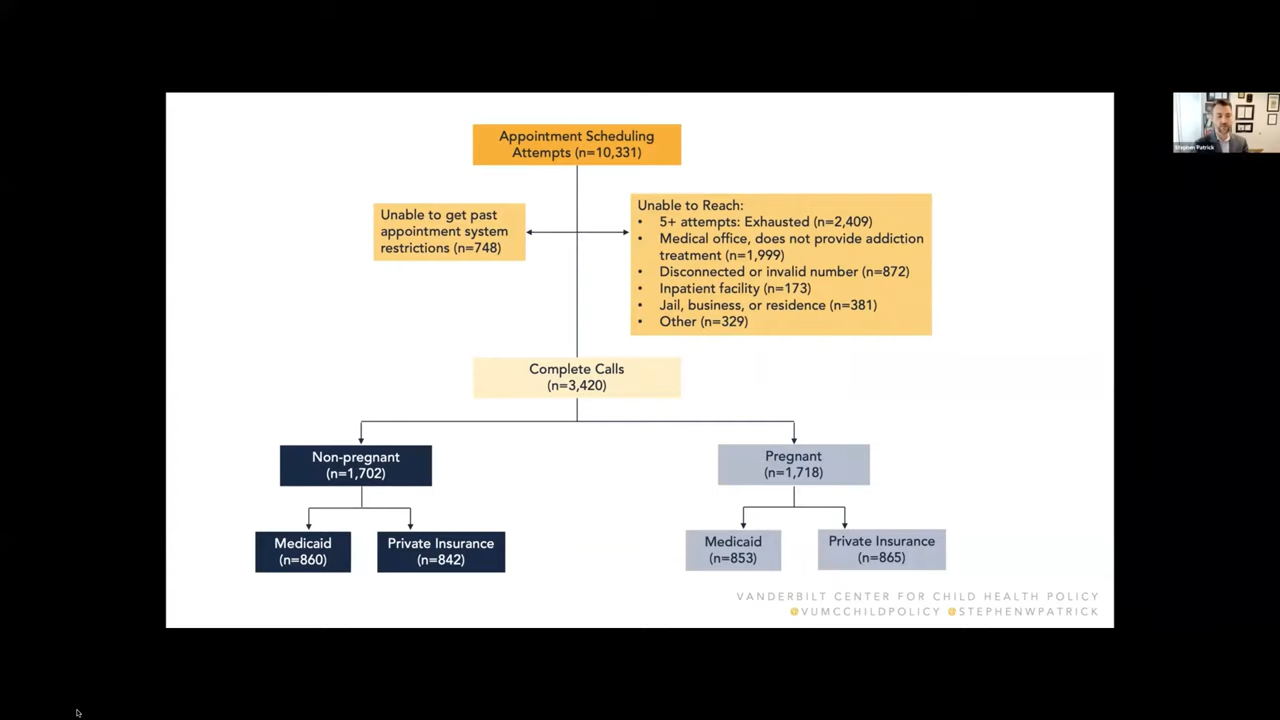 Appointment Scheduling
Attempts (n=10,331)
Unable to get past
appointment system
restrictions (n=748)
Unable to Reach:
• 5+ attempts: Exhausted (n=2,409)
• Medical office, does not provide addiction
treatment (n=1,999)
• Disconnected or invalid number (n=872)
• Inpatient facility (n=173)
• Jail, business, or residence (n=381)
• Other (n=329)
Complete Calls
(n=3,420)
Non-pregnant
(n=1,702)
Pregnant
(n=1,718)
Medicaid
(n=860)
Private Insurance
(n=842)
Medicaid
(n=853)
Private Insurance
(n=865)
VANDERBILT CENTER FOR CHILD HEALTH POLICY
@VUMCCHILDPOLICY @STEPHENWPATRICK
Stephen Patrick